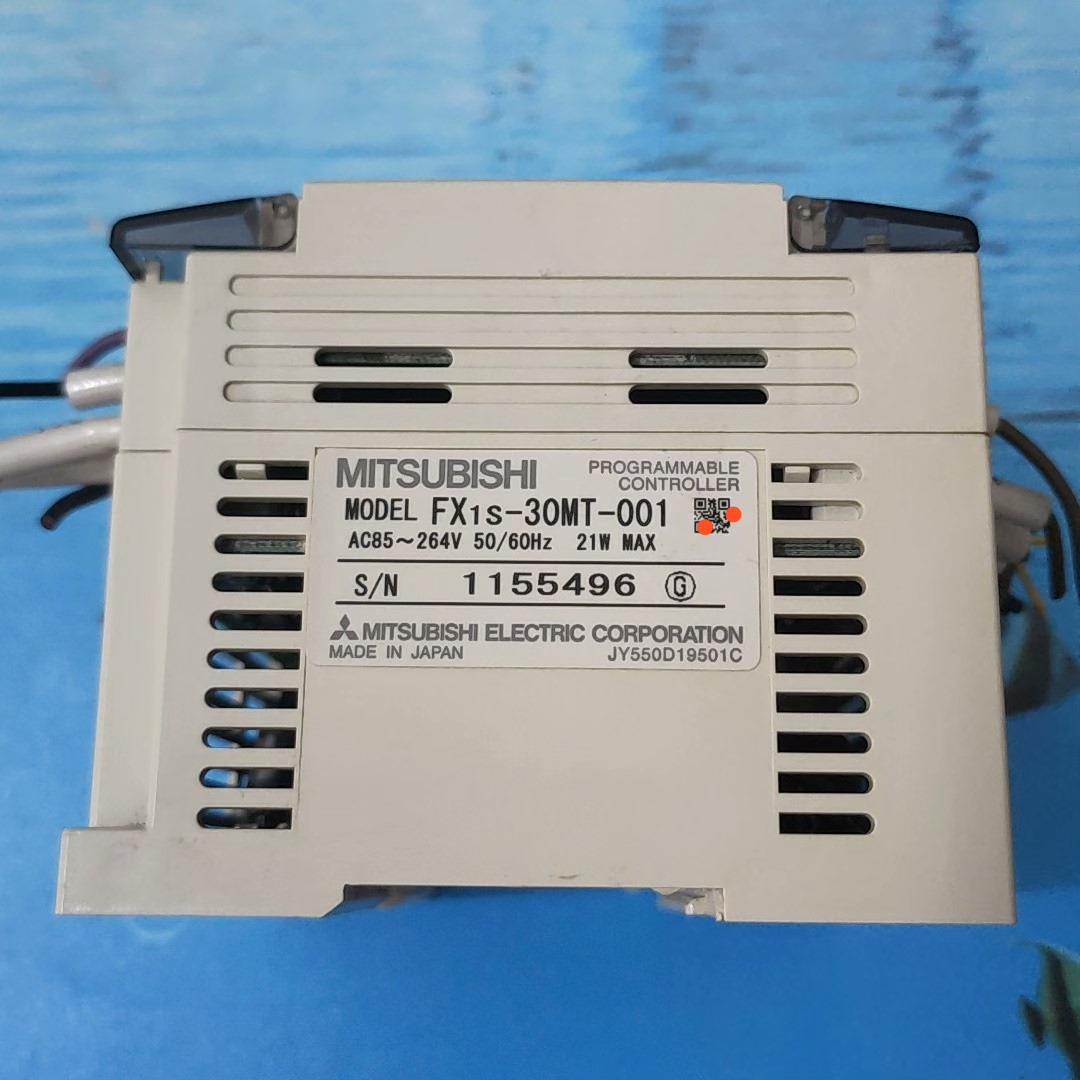 MITSUBISHI PROGRAMMABLE CONTROLLER
MODEL FX1S-30MT-001
AC85～264V 50/60Hz 21W MAX
S/N 1155496 G
MITSUBISHI ELECTRIC CORPORATION
MADE IN JAPAN JY550D19501C